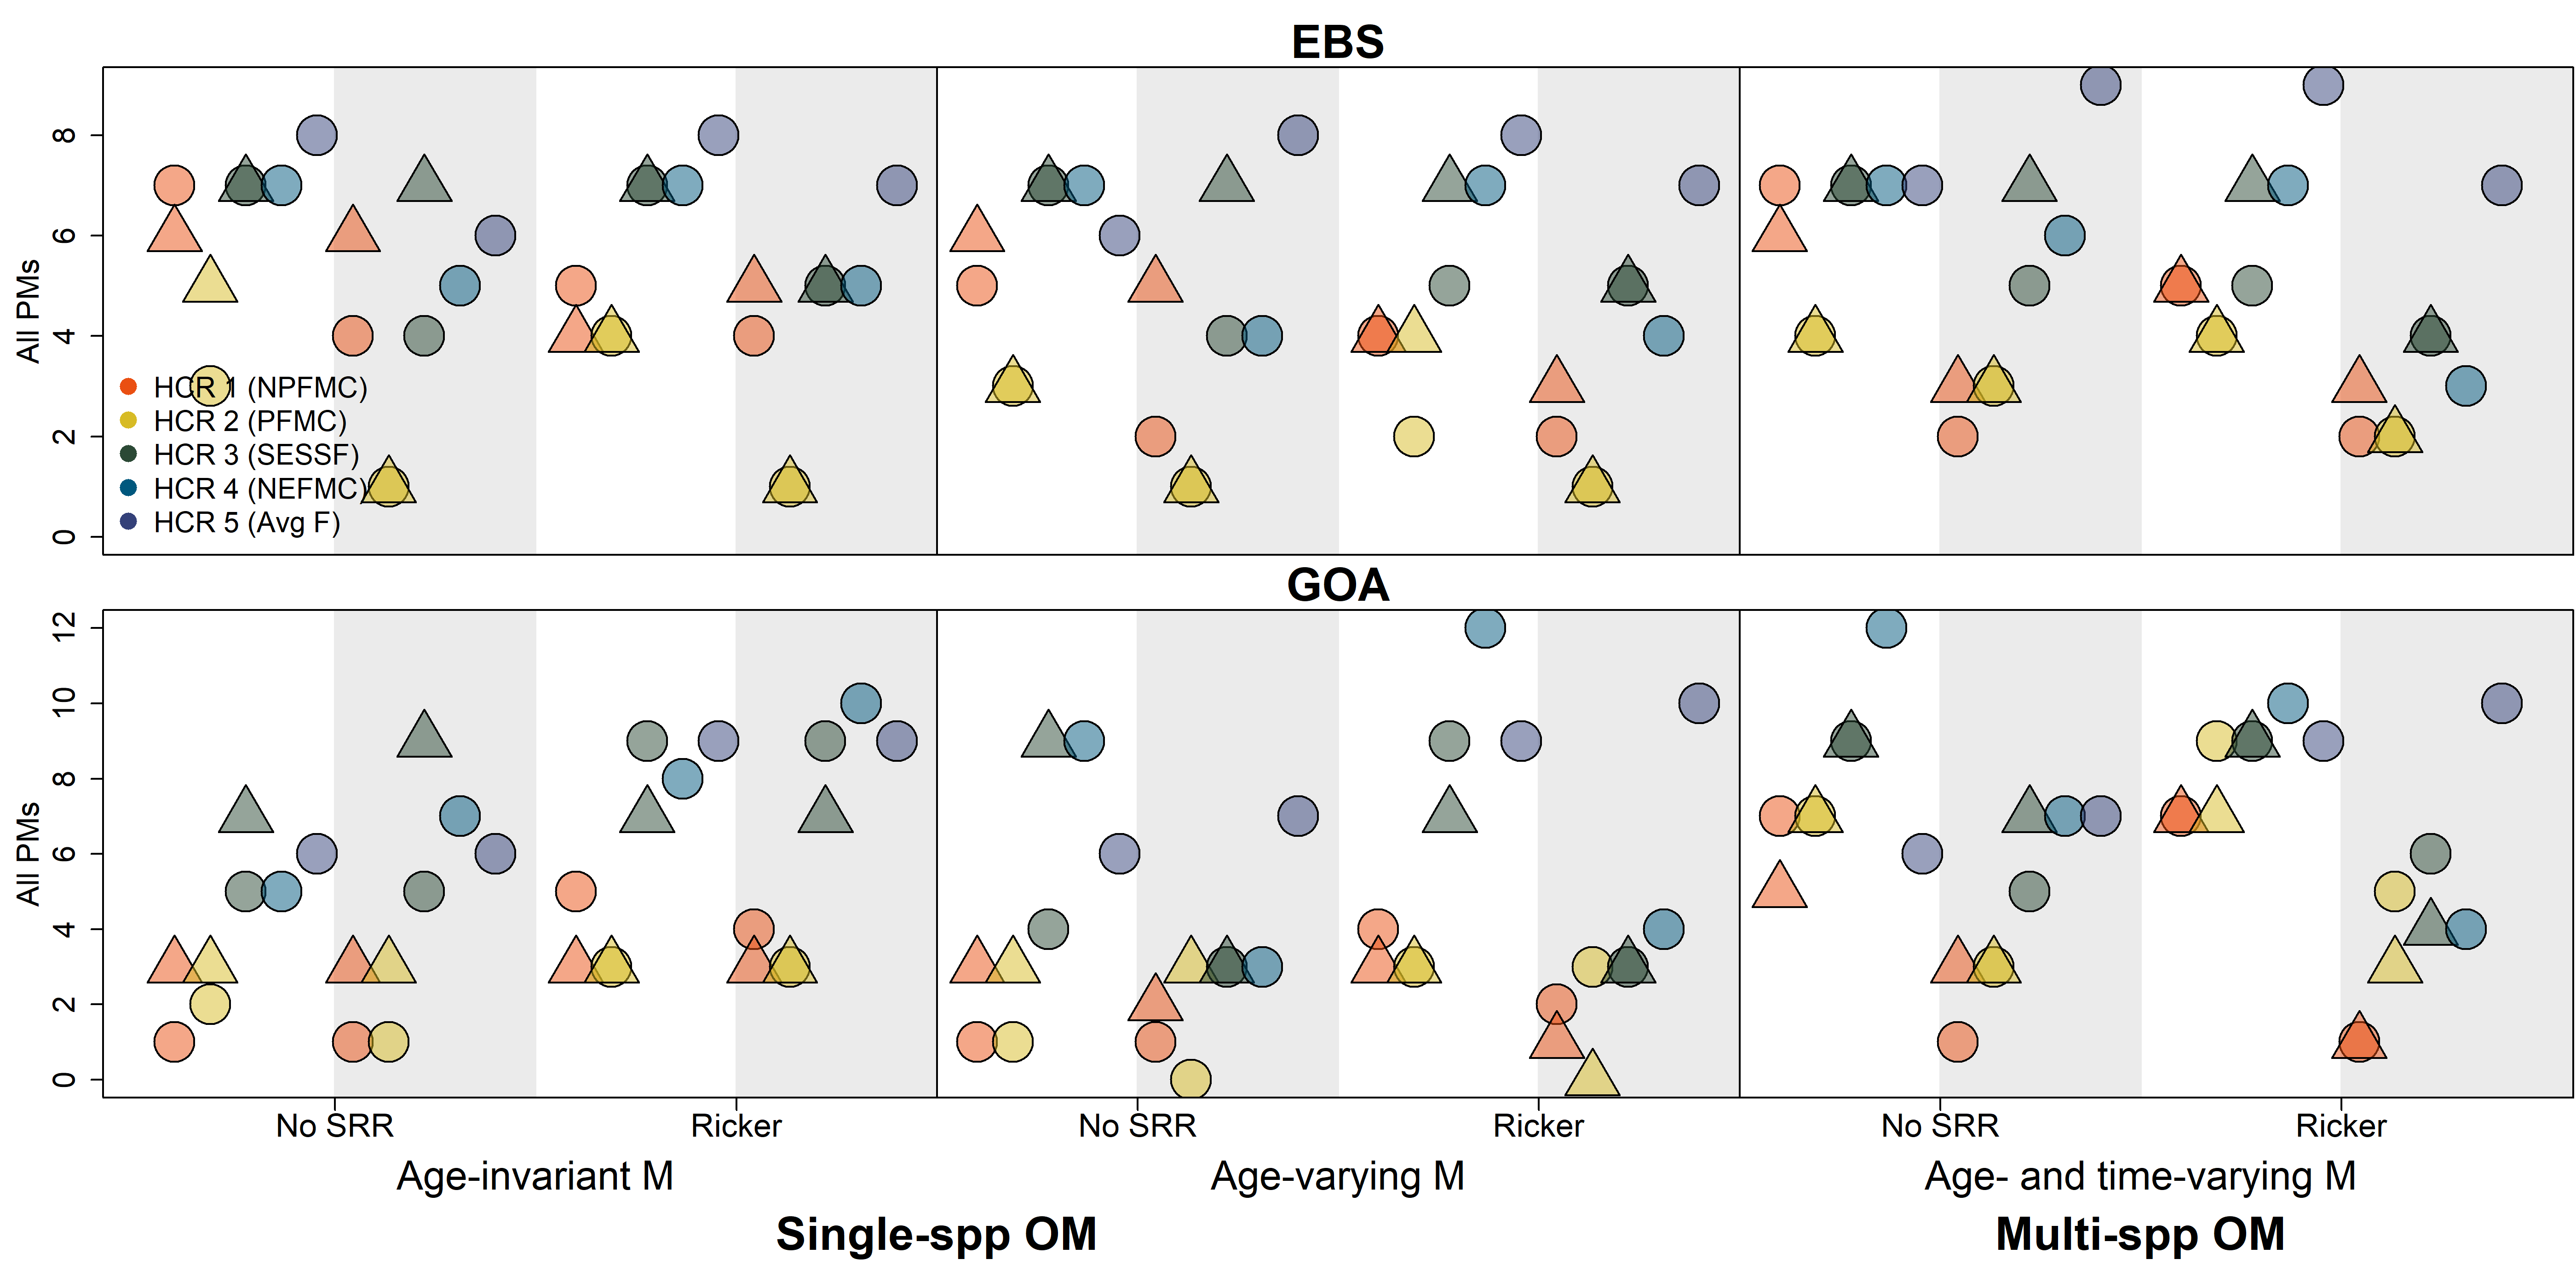 EBS
All PMs
8
6
4
2
0
HCR 1 (NPFMC)
HCR 2 (PFMC)
HCR 3 (SESSF)
HCR 4 (NEFMC)
HCR 5 (Avg F)
GOA
All PMs
12
10
8
6
4
2
0
No SRR Ricker No SRR Ricker No SRR Ricker
Age-invariant M Age-varying M Age- and time-varying M
Single-spp OM Multi-spp OM